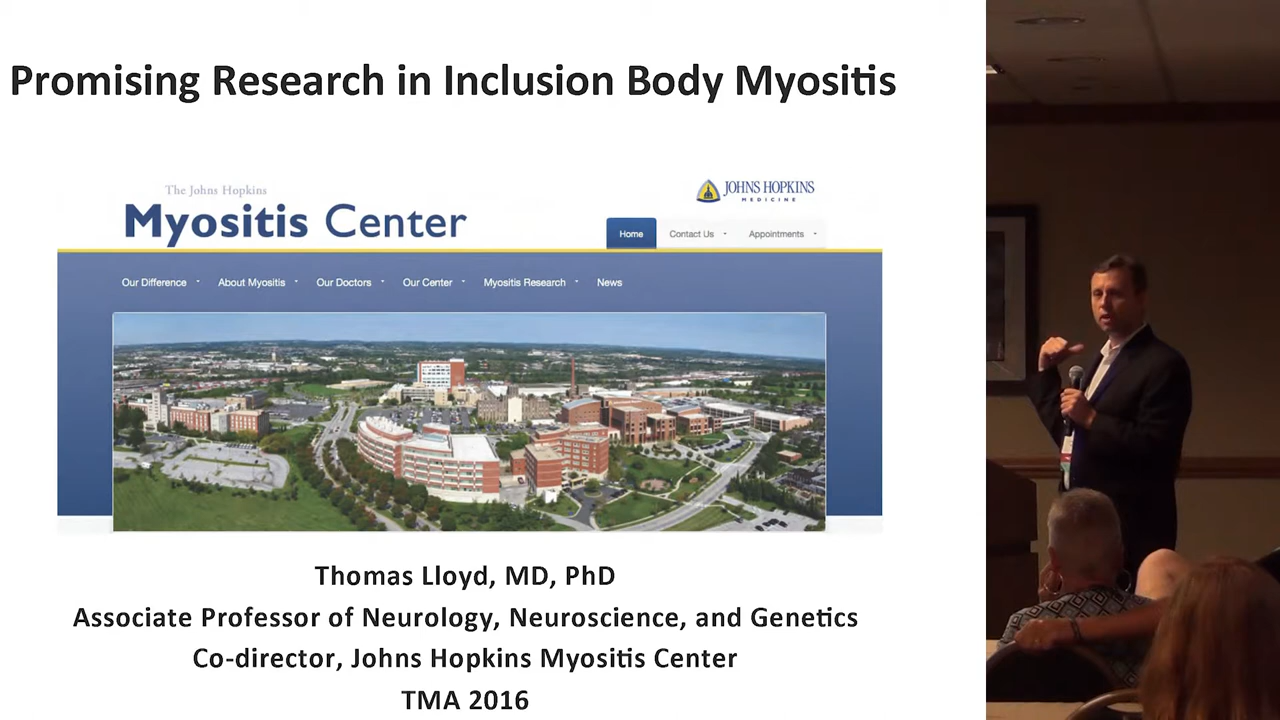 Promising Research in Inclusion Body Myositis
The Johns Hopkins
Myositis Center
JOHNS HOPKINS
MEDICINE
Home
Contact Us
Appointments
Our Difference
About Myositis
Our Doctors
Our Center
Myositis Research
News
Thomas Lloyd, MD, PhD
Associate Professor of Neurology, Neuroscience, and Genetics
Co-director, Johns Hopkins Myositis Center
TMA 2016